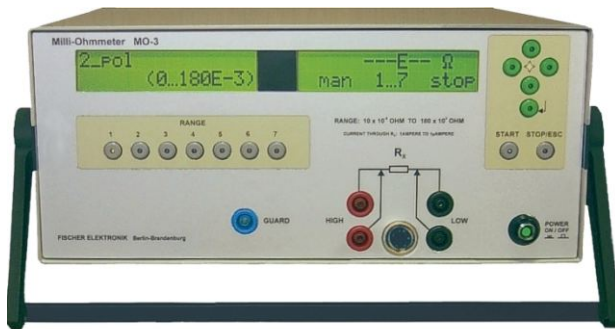 Milli-Ohmmeter MO-3
2_pol ---E-- Ω
(0...180E-3) man 1...7 stop
RANGE
1 2 3 4 5 6 7
RANGE: 10 x 10 OHM TO 180 x 10 OHM
CURRENT THROUGH
START STOP/ESC
Rx
GUARD
HIGH
LOW
POWER
ON / OFF
FISCHER ELEKTRONIK Berlin-Brandenburg